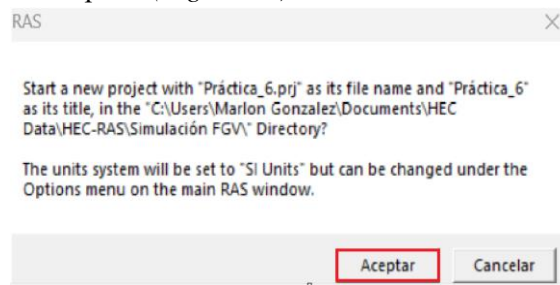 RAS
Start a new project with "Práctica_6.prj" as its file name and "Práctica_6"
as its title, in the "C:\Users\Marlon Gonzalez\Documents\HEC
Data\HEC-RAS\Simulación FGV\" Directory?
The units system will be set to "SI Units" but can be changed under the
Options menu on the main RAS window.
Aceptar
Cancelar